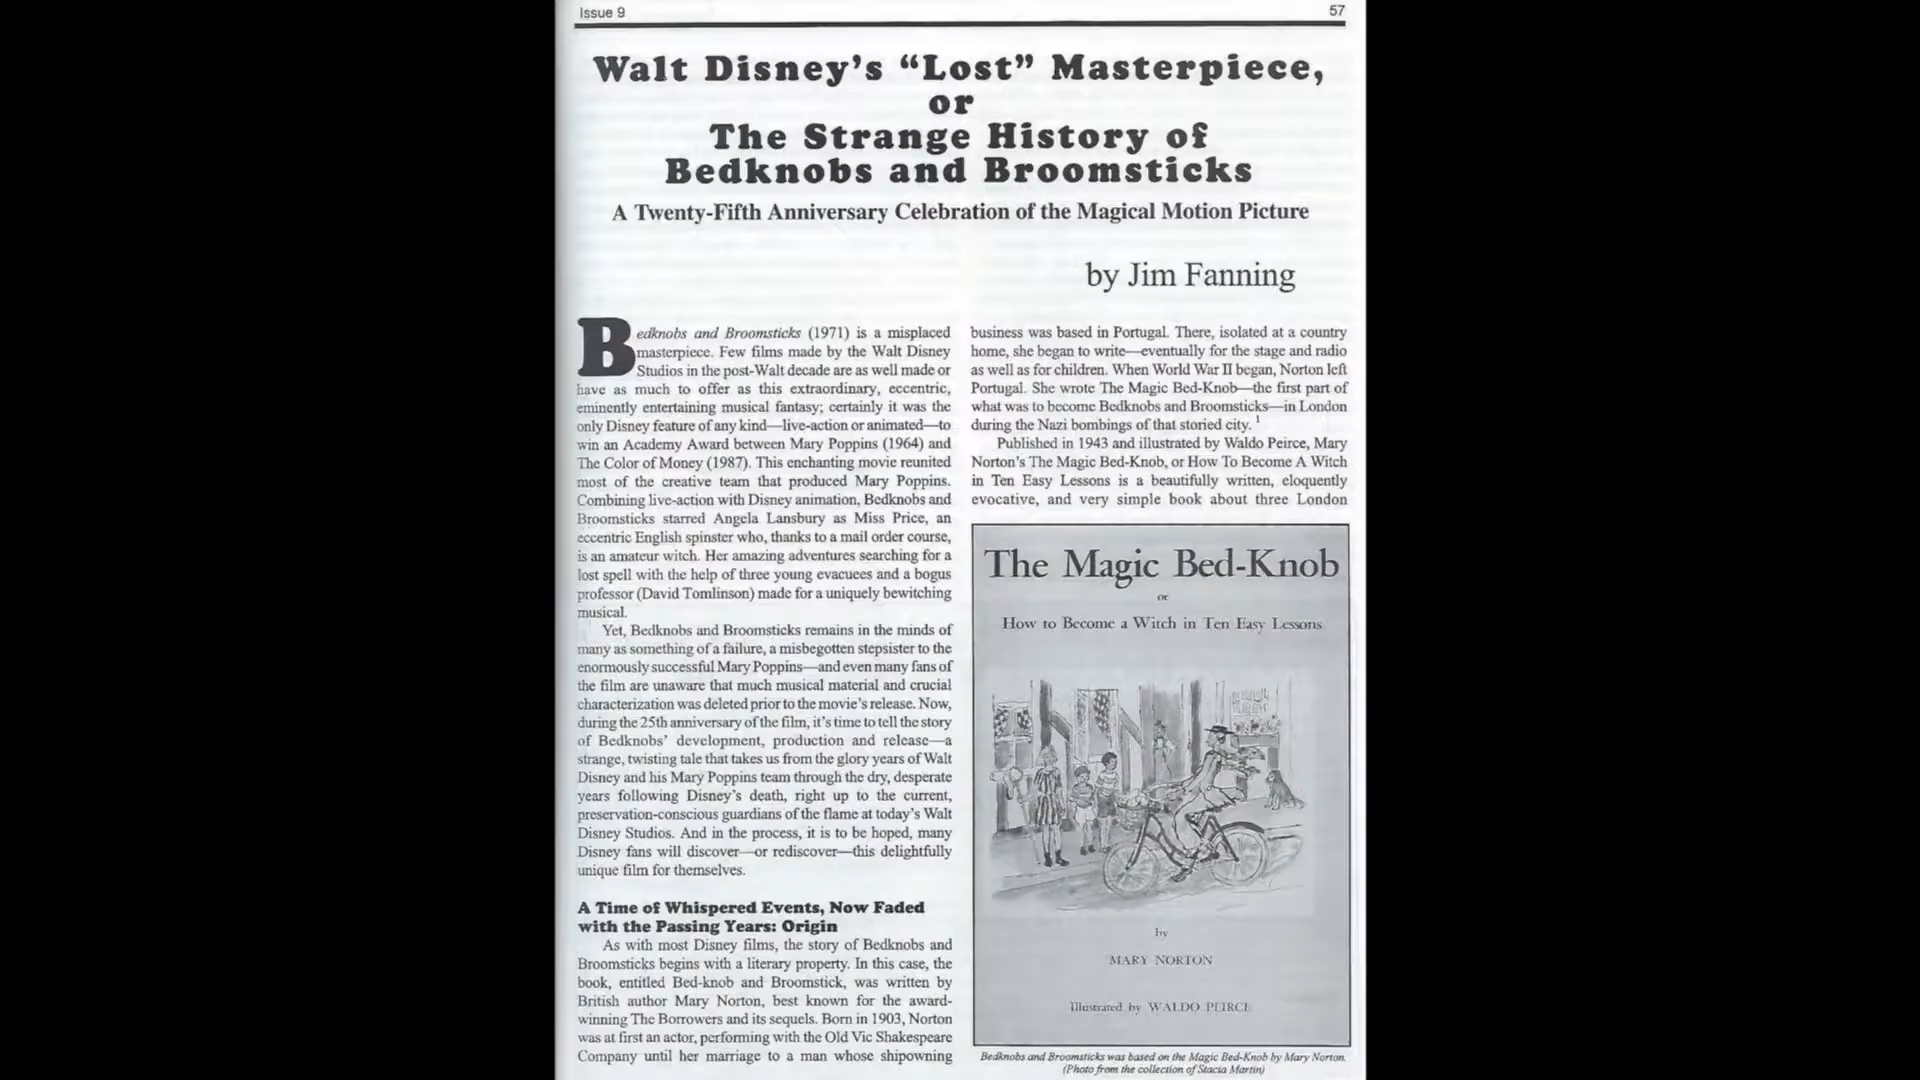 Issue 9
57
Walt Disney's “Lost” Masterpiece,
or
The Strange History of
Bedknobs and Broomsticks
A Twenty-Fifth Anniversary Celebration of the Magical Motion Picture
by Jim Fanning
Bedknobs and Broomsticks (1971) is a misplaced
masterpiece. Few films made by the Walt Disney
Studios in the post-Walt decade are as well made or
have as much to offer as this extraordinary, eccentric,
eminently entertaining musical fantasy; certainly it was the
only Disney feature of any kind—live-action or animated—to
win an Academy Award between Mary Poppins (1964) and
The Color of Money (1987). This enchanting movie reunited
most of the creative team that produced Mary Poppins.
Combining live-action with Disney animation, Bedknobs and
Broomsticks starred Angela Lansbury as Miss Price, an
eccentric English spinster who, thanks to a mail order course,
is an amateur witch. Her amazing adventures searching for a
lost spell with the help of three young evacuees and a bogus
professor (David Tomlinson) made for a uniquely bewitching
musical.
Yet, Bedknobs and Broomsticks remains in the minds of
many as something of a failure, a misbegotten stepsister to the
enormously successful Mary Poppins—and even many fans of
the film are unaware that much musical material and crucial
characterization was deleted prior to the movie's release. Now,
during the 25th anniversary of the film, it's time to tell the story
of Bedknobs' development, production and release—a
strange, twisting tale that takes us from the glory years of Walt
Disney and his Mary Poppins team through the dry, desperate
years following Disney's death, right up to the current,
preservation-conscious guardians of the flame at today's Walt
Disney Studios. And in the process, it is to be hoped, many
Disney fans will discover—or rediscover—this delightfully
unique film for themselves.
A Time of Whispered Events, Now Faded
with the Passing Years: Origin
As with most Disney films, the story of Bedknobs and
Broomsticks begins with a literary property. In this case, the
book, entitled Bed-knob and Broomstick, was written by
British author Mary Norton, best known for the award-
winning The Borrowers and its sequels. Born in 1903, Norton
was at first an actor, performing with the Old Vic Shakespeare
Company until her marriage to a man whose shipowning
business was based in Portugal. There, isolated at a country
home, she began to write—eventually for the stage and radio
as well as for children. When World War II began, Norton left
Portugal. She wrote The Magic Bed-Knob—the first part of
what was to become Bedknobs and Broomsticks—in London
during the Nazi bombings of that storied city. 1
Published in 1943 and illustrated by Waldo Peirce, Mary
Norton's The Magic Bed-Knob, or How To Become A Witch
in Ten Easy Lessons is a beautifully written, eloquently
evocative, and very simple book about three London
The Magic Bed-Knob
or
How to Become a Witch in Ten Easy Lessons
by
MARY NORTON
Illustrated by WALDO PEIRCE
Bedknobs and Broomsticks was based on the Magic Bed-Knob by Mary Norton.
(Photo from the collection of Stacia Martin)